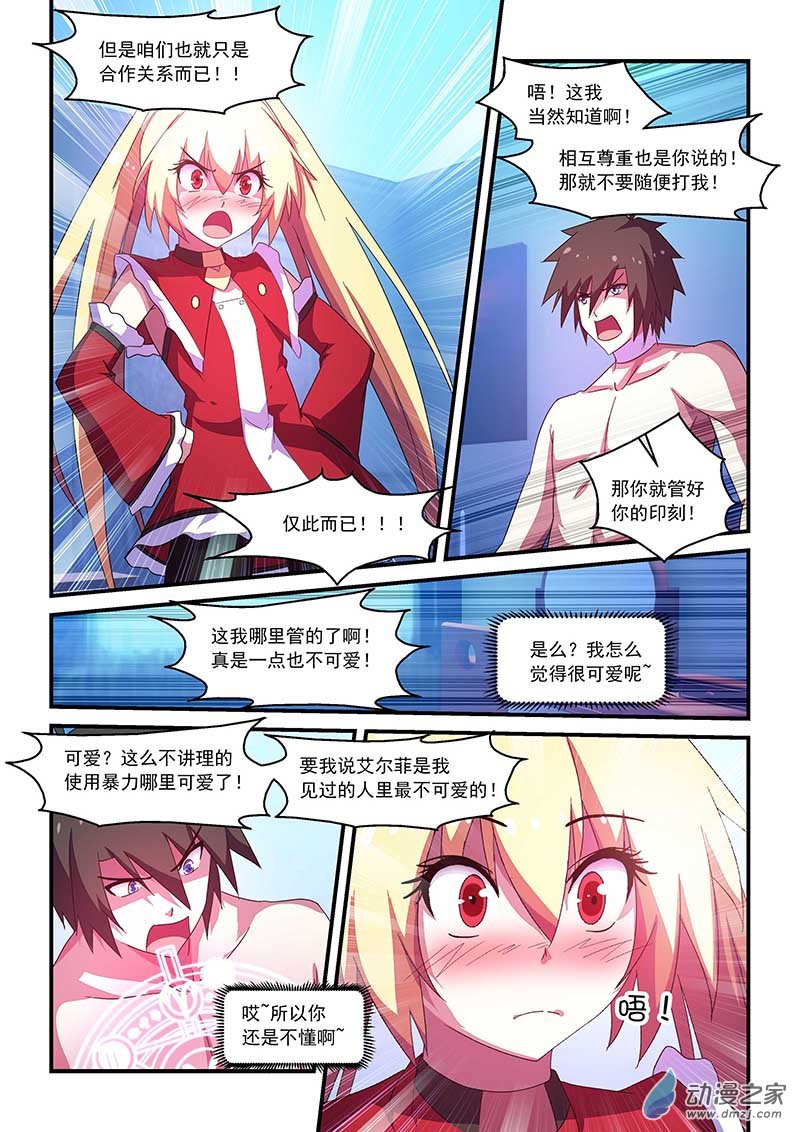 但是咱们也就只是
合作关系而已！！
仅此而已！！！
唔！这我
当然知道啊！
相互尊重也是你说的！
那就不要随便打我！
那你就管好
你的印刻！
这我哪里管的了啊！
真是一点也不可爱！
是么？我怎么
觉得很可爱呢~
可爱？这么不讲理的
使用暴力哪里可爱了！
要我说艾尔菲是我
见过的人里最不可爱的！
哎~所以你
还是不懂啊~
唔！
动漫之家
www.dmzj.com